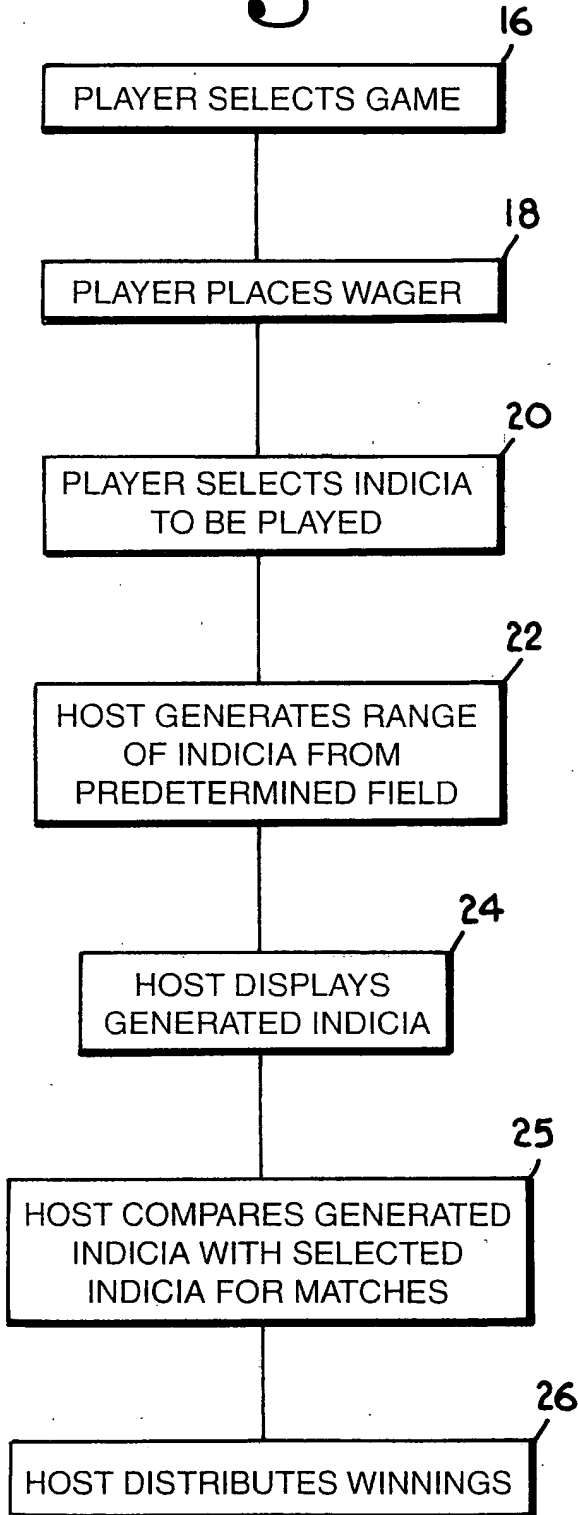 16
PLAYER SELECTS GAME
18
PLAYER PLACES WAGER
20
PLAYER SELECTS INDICIA
TO BE PLAYED
22
HOST GENERATES RANGE
OF INDICIA FROM
PREDETERMINED FIELD
24
HOST DISPLAYS
GENERATED INDICIA
25
HOST COMPARES GENERATED
INDICIA WITH SELECTED
INDICIA FOR MATCHES
26
HOST DISTRIBUTES WINNINGS